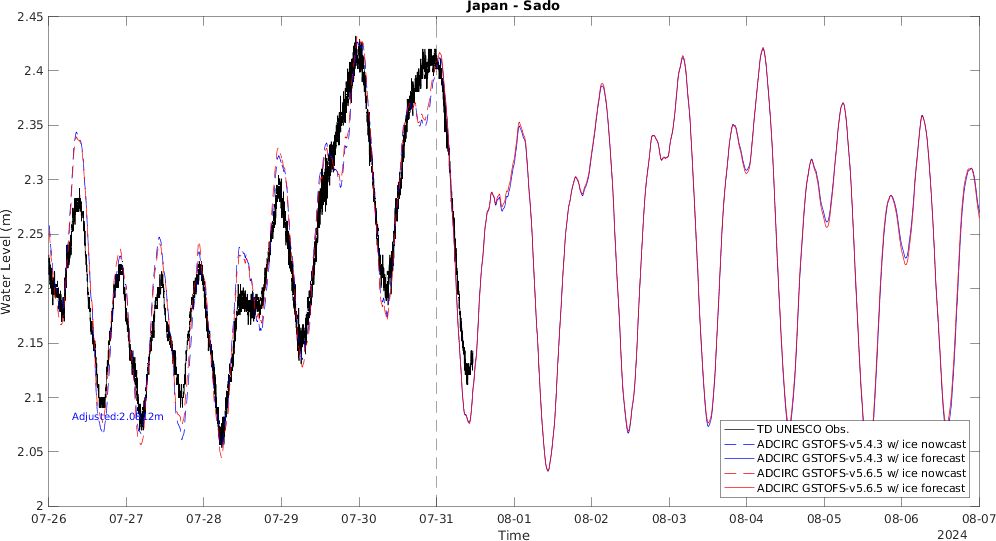 Japan - Sado
Water Level (m)
2.45
2.4
2.35
2.3
2.25
2.2
2.15
2.1
2.05
2
TD UNESCO Obs.
ADCIRC GSTOFS-v5.4.3 w/ ice nowcast
ADCIRC GSTOFS-v5.4.3 w/ ice forecast
ADCIRC GSTOFS-v5.6.5 w/ ice nowcast
ADCIRC GSTOFS-v5.6.5 w/ ice forecast
07-26 07-27 07-28 07-29 07-30 07-31 08-01 08-02 08-03 08-04 08-05 08-06 08-07
Time
2024